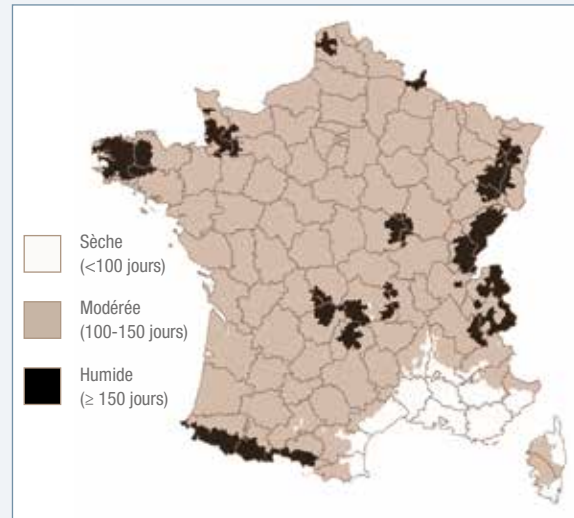 Sèche
(<100 jours)
Modérée
(100-150 jours)
Humide
(≥ 150 jours)